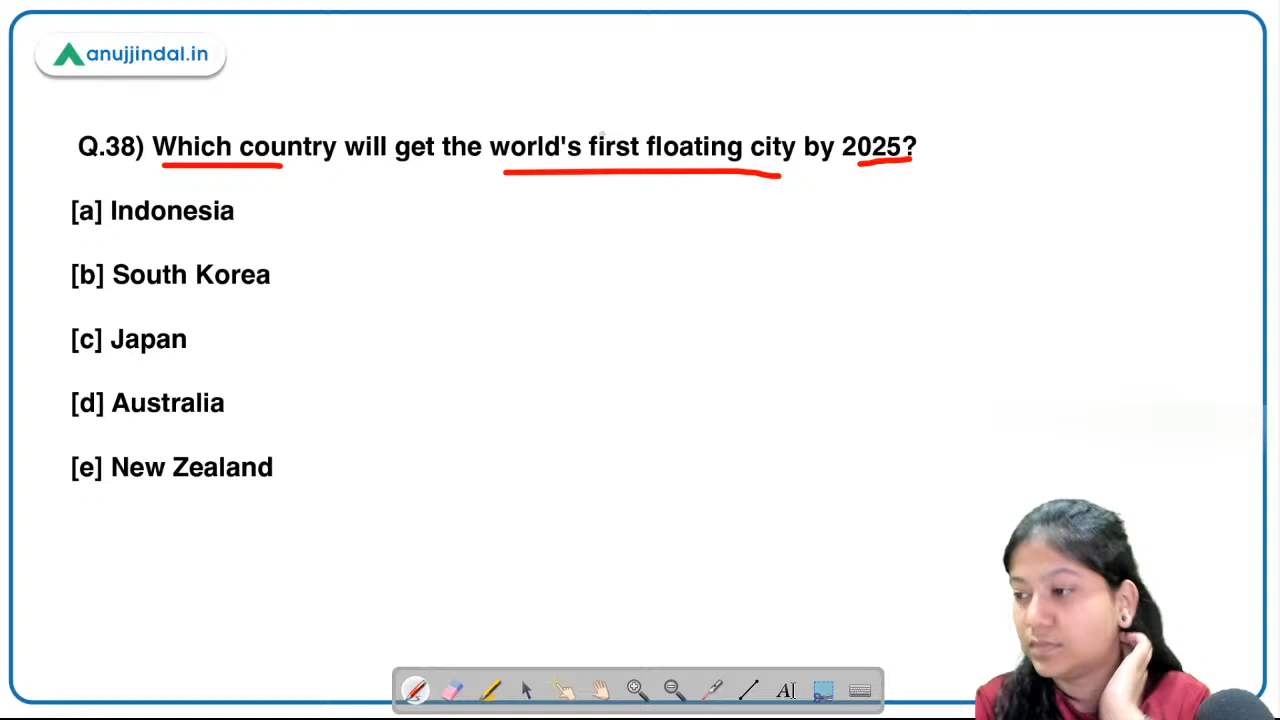 anujjindal.in
Q.38) Which country will get the world's first floating city by 2025?
[a] Indonesia
[b] South Korea
[c] Japan
[d] Australia
[e] New Zealand
A